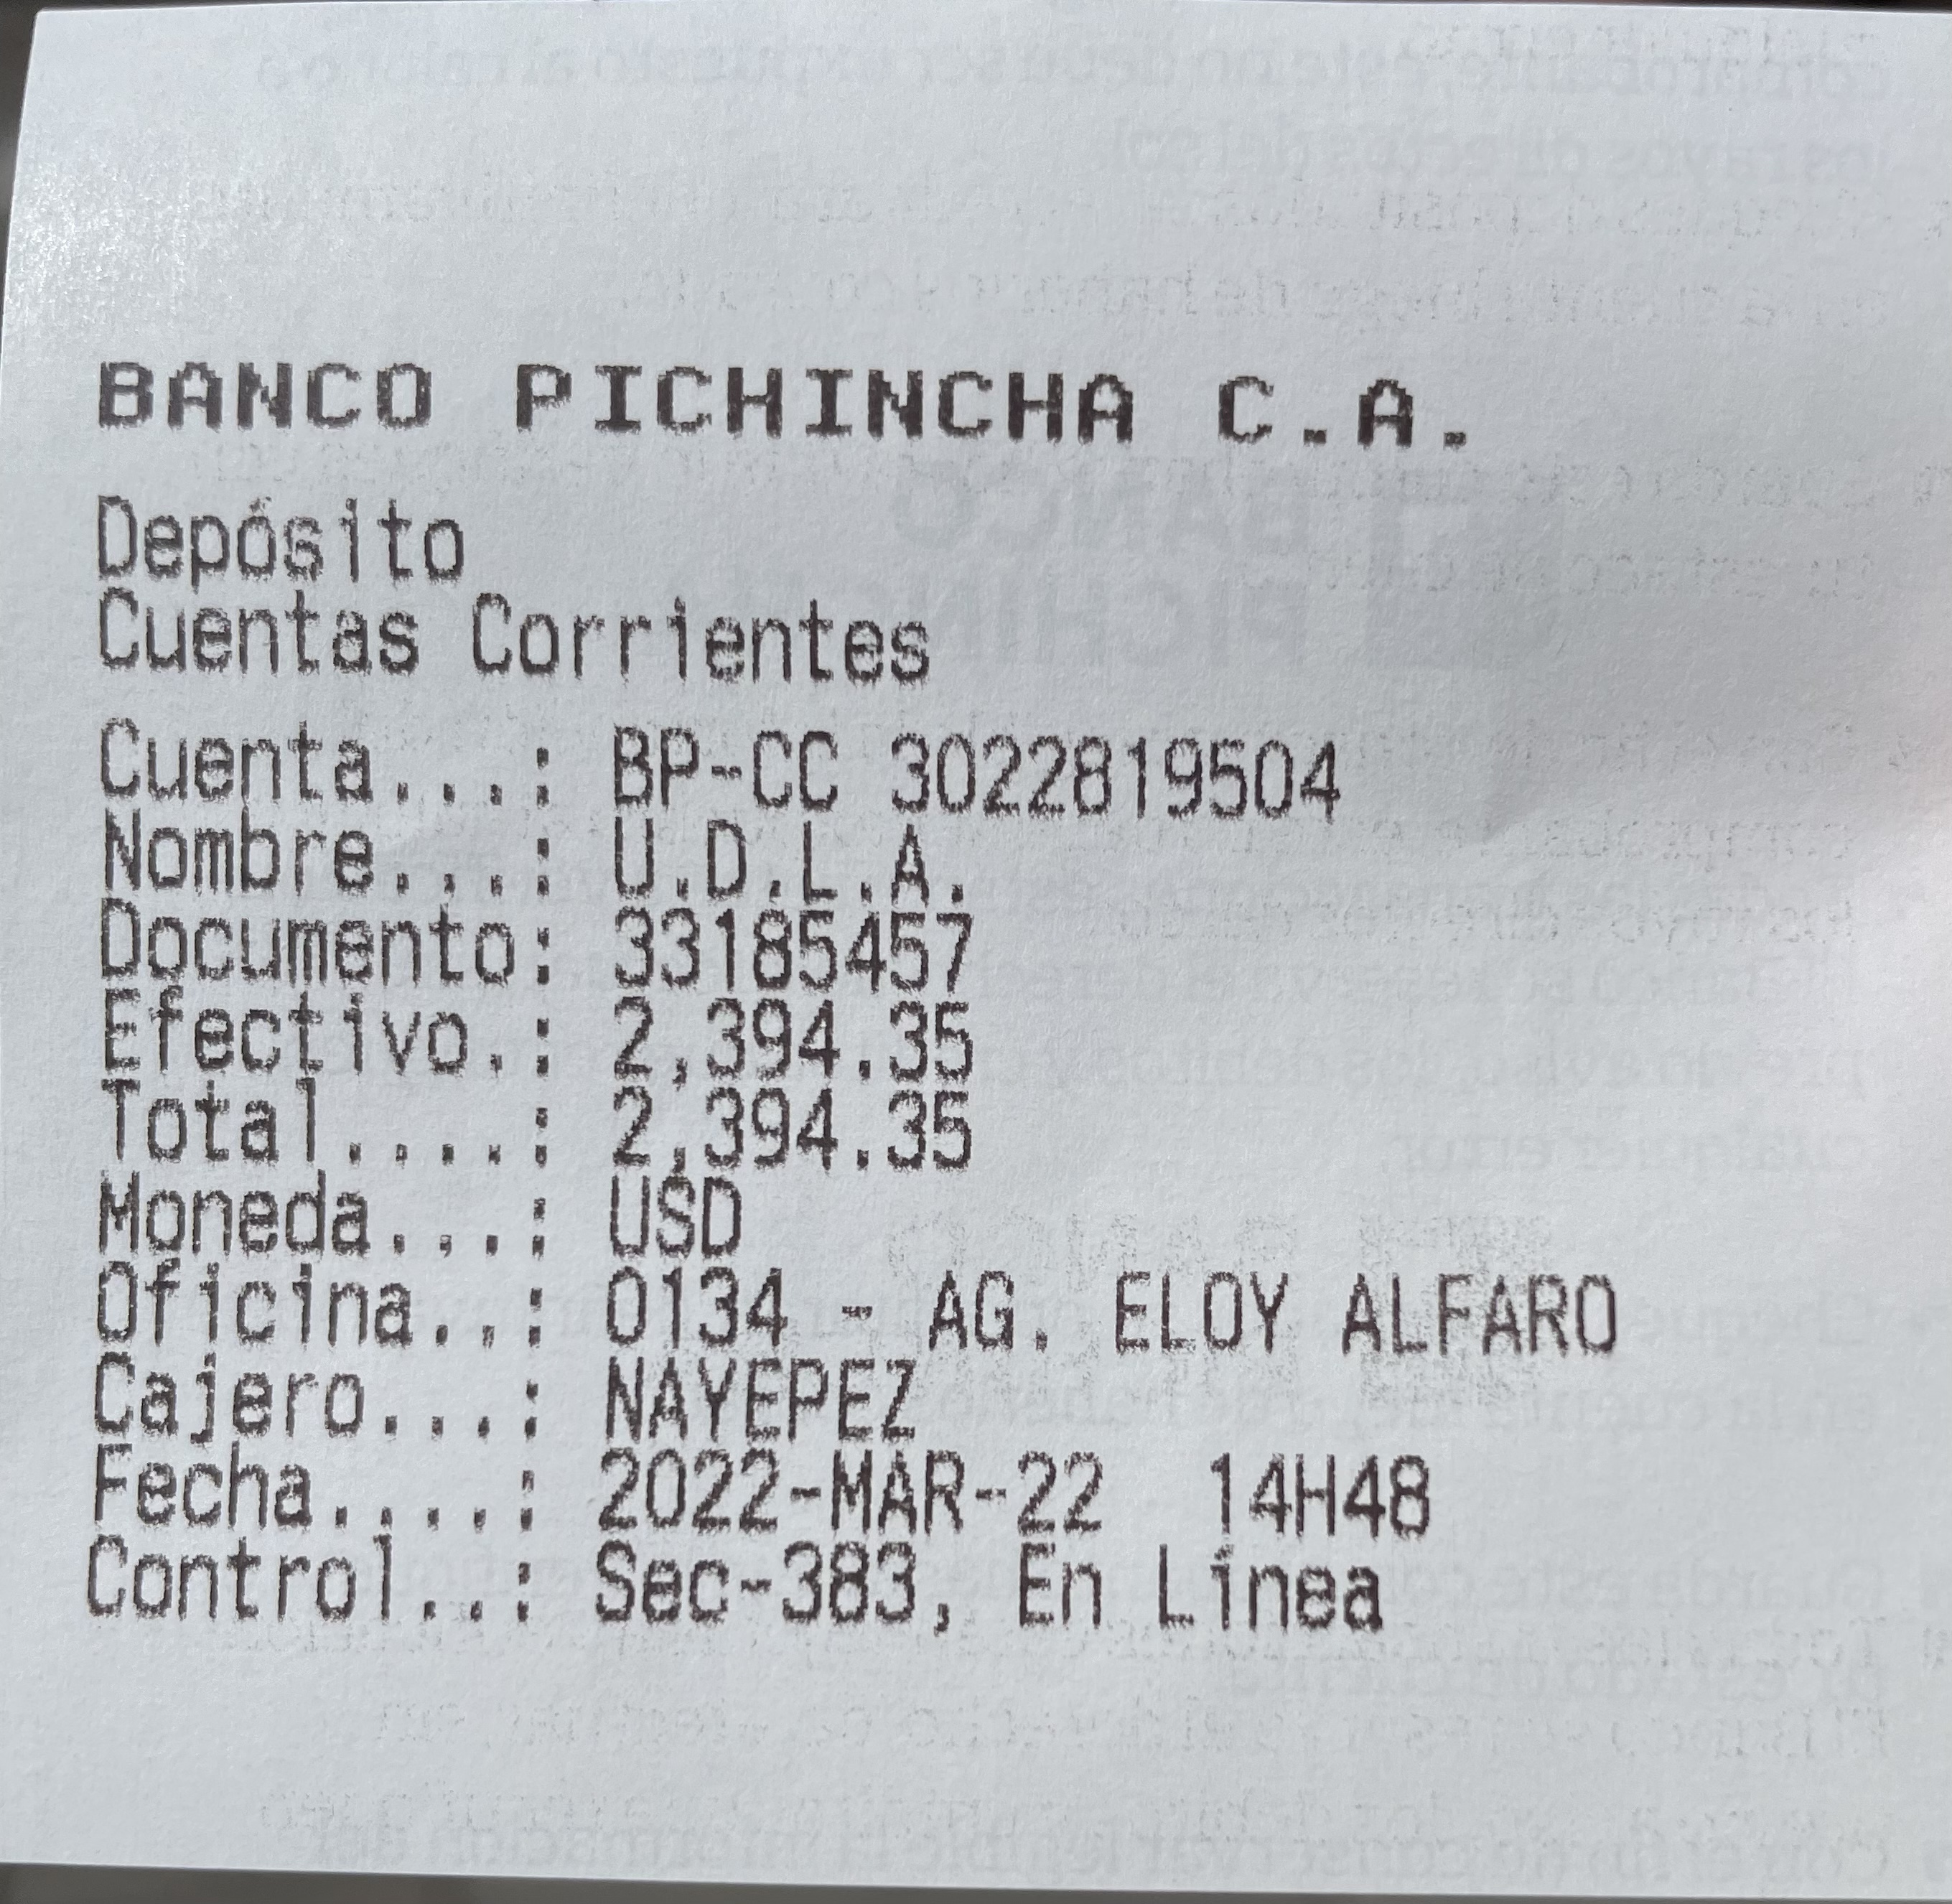 BANCO PICHINCHA C.A.
Depósito
Cuentas Corrientes
Cuenta...: BP-CC 3022819504
Nombre...: U.D.L.A.
Documento: 33185457
Efectivo.: 2,394.35
Total....: 2,394.35
Moneda...: USD
Oficina..: 0134 - AG. ELOY ALFARO
Cajero...: NAYEPEZ
Fecha....: 2022-MAR-22 14H48
Control..: Sec-383, En Línea